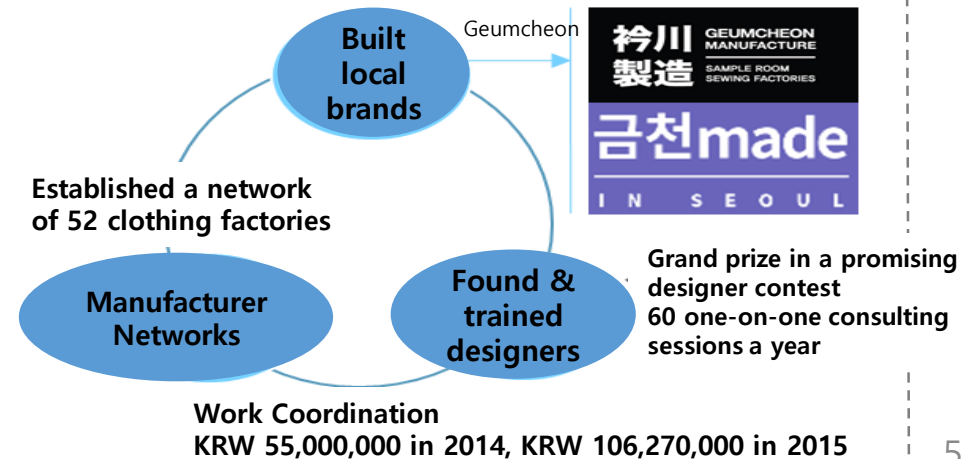 Built
local
brands
Geumcheon
衿川
製造
GEUMCHEON
MANUFACTURE
SAMPLE ROOM
SEWING FACTORIES
금천made
IN SEOUL
Established a network
of 52 clothing factories
Manufacturer
Networks
Found &
trained
designers
Grand prize in a promising
designer contest
60 one-on-one consulting
sessions a year
Work Coordination
KRW 55,000,000 in 2014, KRW 106,270,000 in 2015
5